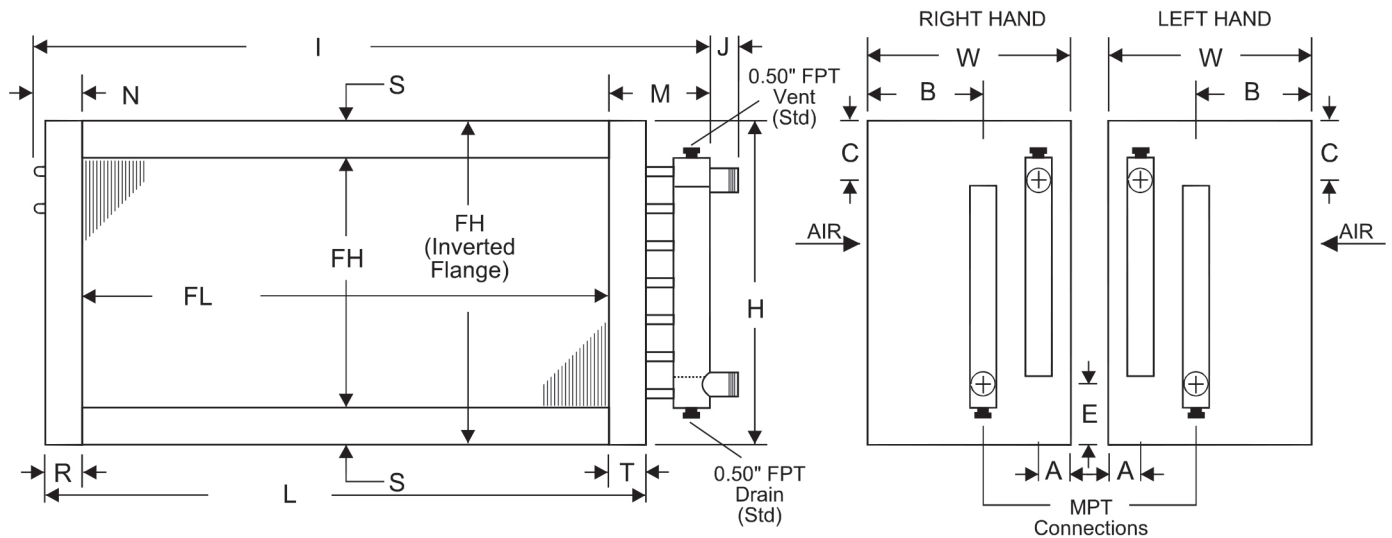 RIGHT HAND
LEFT HAND
I
J
W
W
N
S
M
0.50" FPT
Vent
(Std)
B
B
C
C
FH
FH
(Inverted
Flange)
AIR
AIR
FL
H
E
R
L
S
T
0.50" FPT
Drain
(Std)
A
A
MPT
Connections